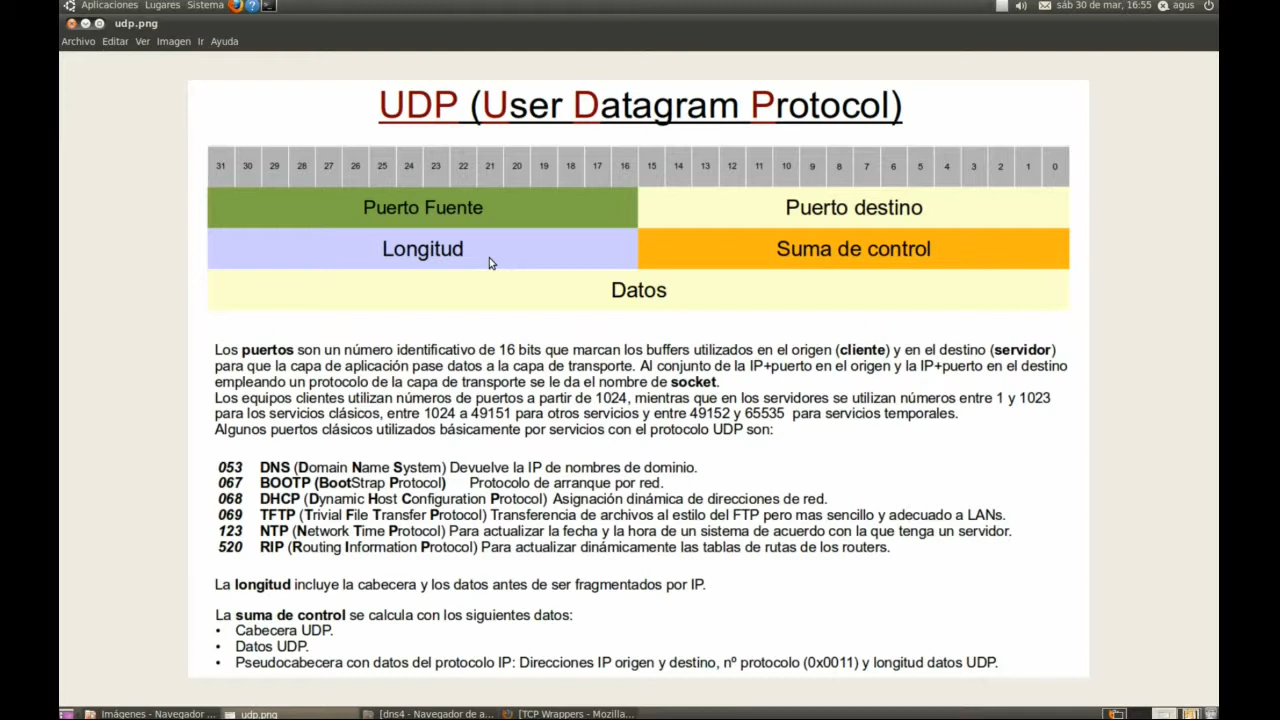 Aplicaciones Lugares Sistema sáb 30 de mar, 16:55 agus
udp.png
Archivo Editar Ver Imagen Ir Ayuda
UDP (User Datagram Protocol)
31 30 29 28 27 26 25 24 23 22 21 20 19 18 17 16 15 14 13 12 11 10 9 8 7 6 5 4 3 2 1 0
Puerto Fuente Puerto destino
Longitud Suma de control
Datos
Los puertos son un número identificativo de 16 bits que marcan los buffers utilizados en el origen (cliente) y en el destino (servidor)
para que la capa de aplicación pase datos a la capa de transporte. Al conjunto de la IP+puerto en el origen y la IP+puerto en el destino
empleando un protocolo de la capa de transporte se le da el nombre de socket.
Los equipos clientes utilizan números de puertos a partir de 1024, mientras que en los servidores se utilizan números entre 1 y 1023
para los servicios clásicos, entre 1024 a 49151 para otros servicios y entre 49152 y 65535 para servicios temporales.
Algunos puertos clásicos utilizados básicamente por servicios con el protocolo UDP son:
053 DNS (Domain Name System) Devuelve la IP de nombres de dominio.
067 BOOTP (BootStrap Protocol) Protocolo de arranque por red.
068 DHCP (Dynamic Host Configuration Protocol) Asignación dinámica de direcciones de red.
069 TFTP (Trivial File Transfer Protocol) Transferencia de archivos al estilo del FTP pero mas sencillo y adecuado a LANs.
123 NTP (Network Time Protocol) Para actualizar la fecha y la hora de un sistema de acuerdo con la que tenga un servidor.
520 RIP (Routing Information Protocol) Para actualizar dinámicamente las tablas de rutas de los routers.
La longitud incluye la cabecera y los datos antes de ser fragmentados por IP.
La suma de control se calcula con los siguientes datos:
• Cabecera UDP.
• Datos UDP.
• Pseudocabecera con datos del protocolo IP: Direcciones IP origen y destino, nº protocolo (0x0011) y longitud datos UDP.
Imágenes - Navegador ... udp.png [dns4 - Navegador de a... [TCP Wrappers - Mozilla...